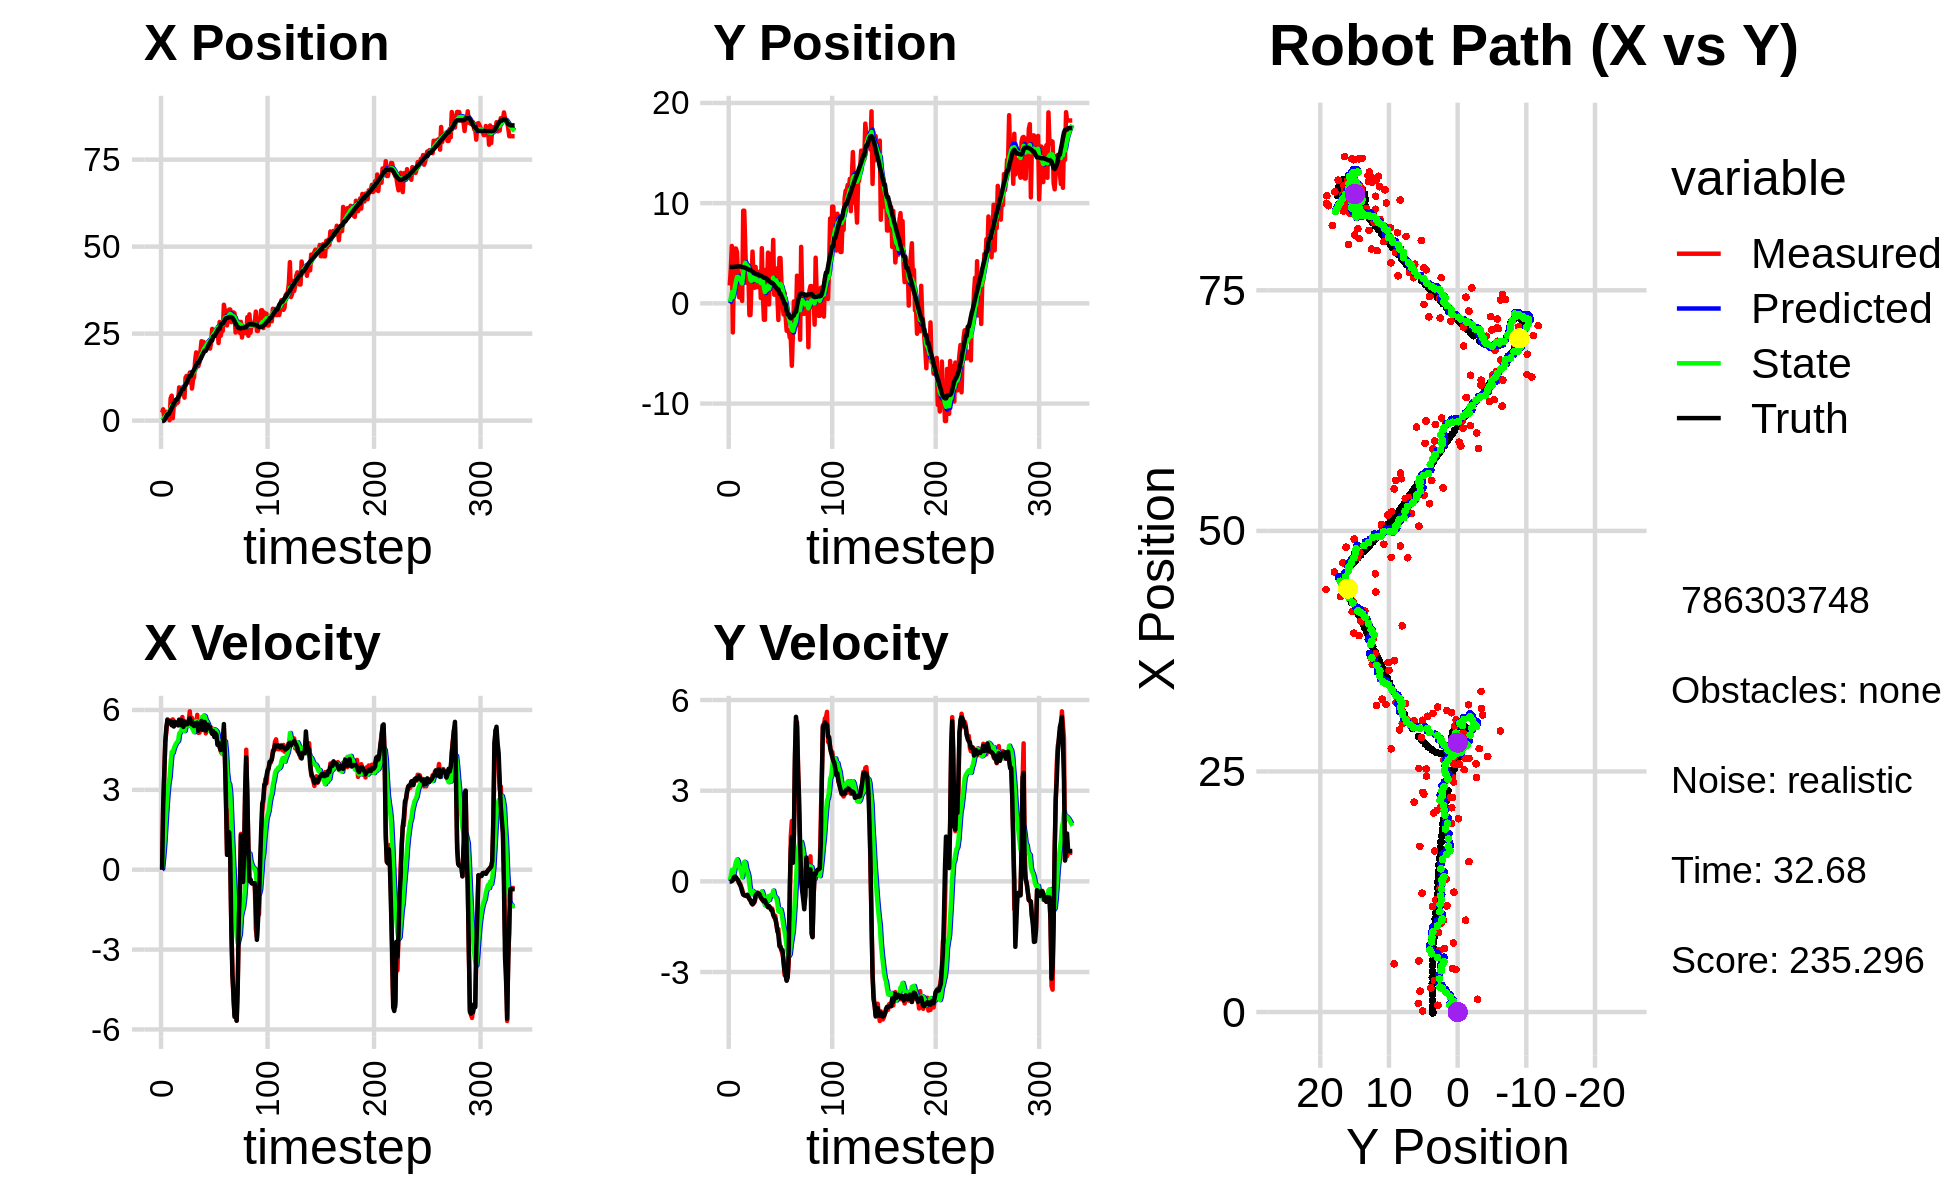 X Position
75
50
25
0
0
100
200
300
timestep
Y Position
20
10
0
-10
0
100
200
300
timestep
X Velocity
6
3
0
-3
-6
0
100
200
300
timestep
Y Velocity
6
3
0
-3
0
100
200
300
timestep
Robot Path (X vs Y)
X Position
75
50
25
0
20 10 0 -10 -20
Y Position
variable
Measured
Predicted
State
Truth
786303748
Obstacles: none
Noise: realistic
Time: 32.68
Score: 235.296